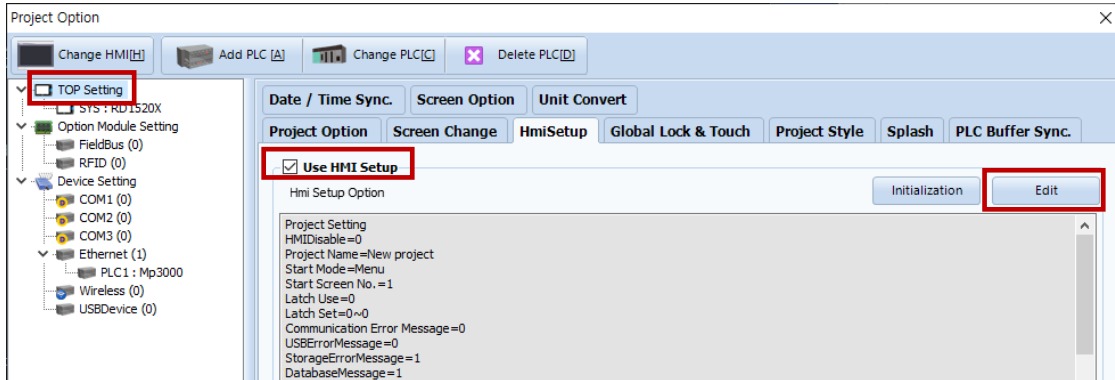 Project Option
Change HMI[H]
Add PLC [A]
Change PLC[C]
Delete PLC[D]
TOP Setting
SYS : RD1520X
Option Module Setting
FieldBus (0)
RFID (0)
Device Setting
COM1 (0)
COM2 (0)
COM3 (0)
Ethernet (1)
PLC1 : Mp3000
Wireless (0)
USBDevice (0)
Date / Time Sync.
Screen Option
Unit Convert
Project Option
Screen Change
HmiSetup
Global Lock & Touch
Project Style
Splash
PLC Buffer Sync.
Use HMI Setup
Hmi Setup Option
Initialization
Edit
Project Setting
HMIDisable=0
Project Name=New project
Start Mode=Menu
Start Screen No.=1
Latch Use=0
Latch Set=0~0
Communication Error Message=0
USBErrorMessage=0
StorageErrorMessage=1
DatabaseMessage=1